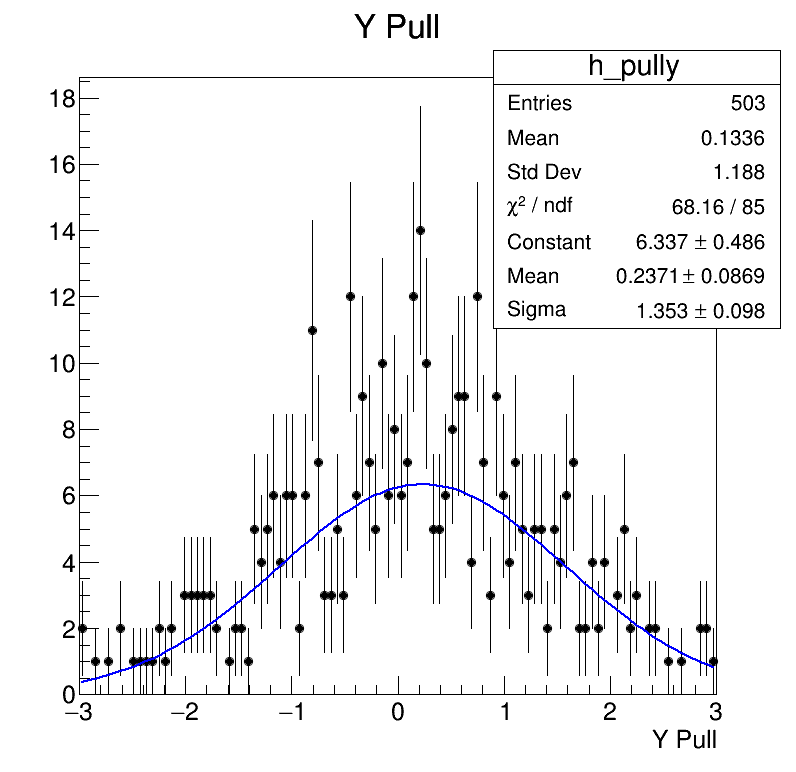 Y Pull
h_pully
Entries 503
Mean 0.1336
Std Dev 1.188
χ² / ndf 68.16 / 85
Constant 6.337 ± 0.486
Mean 0.2371 ± 0.0869
Sigma 1.353 ± 0.098
18
16
14
12
10
8
6
4
2
0
−3 −2 −1 0 1 2 3
Y Pull